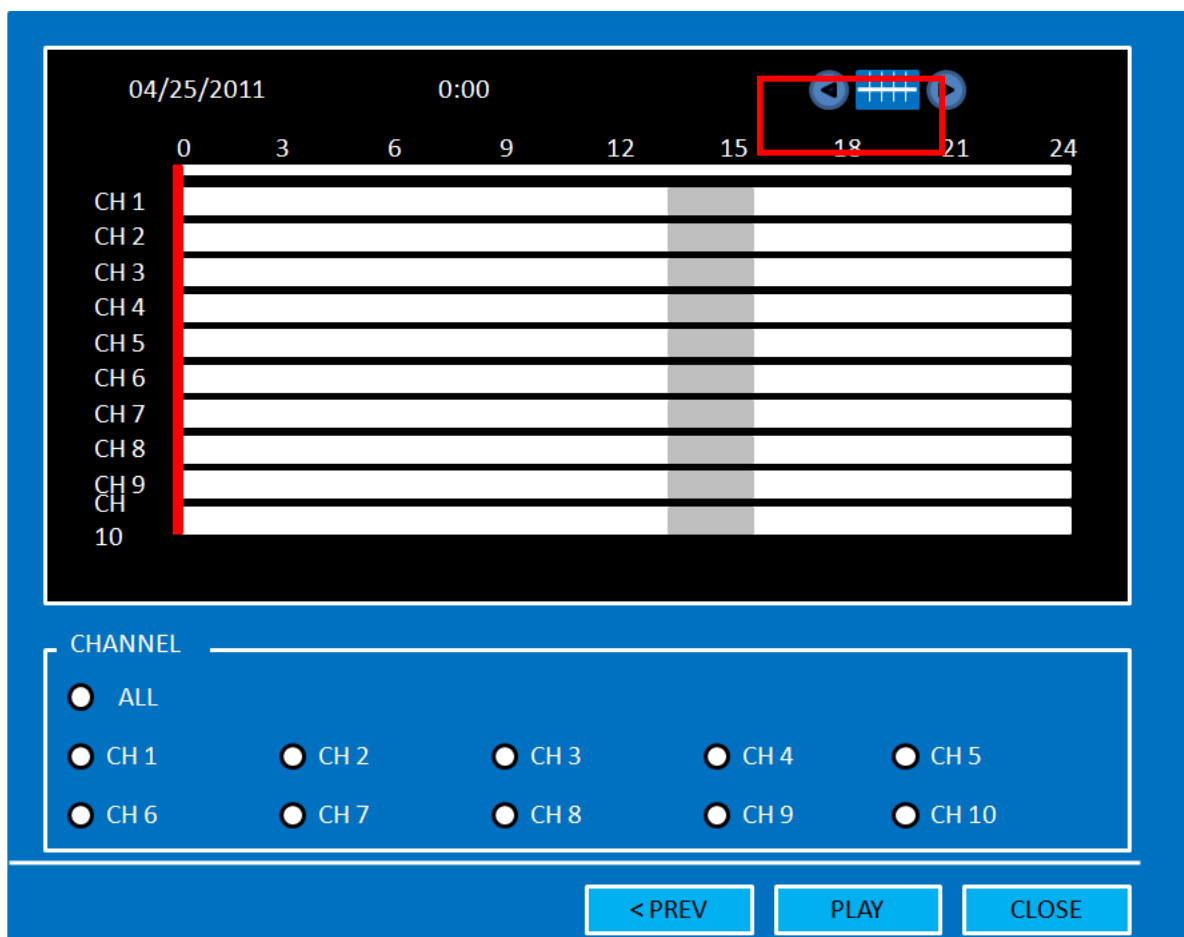 04/25/2011 0:00
0 3 6 9 12 15 18 21 24
CH 1
CH 2
CH 3
CH 4
CH 5
CH 6
CH 7
CH 8
CH 9
CH
10
CHANNEL
ALL
CH 1 CH 2 CH 3 CH 4 CH 5
CH 6 CH 7 CH 8 CH 9 CH 10
< PREV PLAY CLOSE